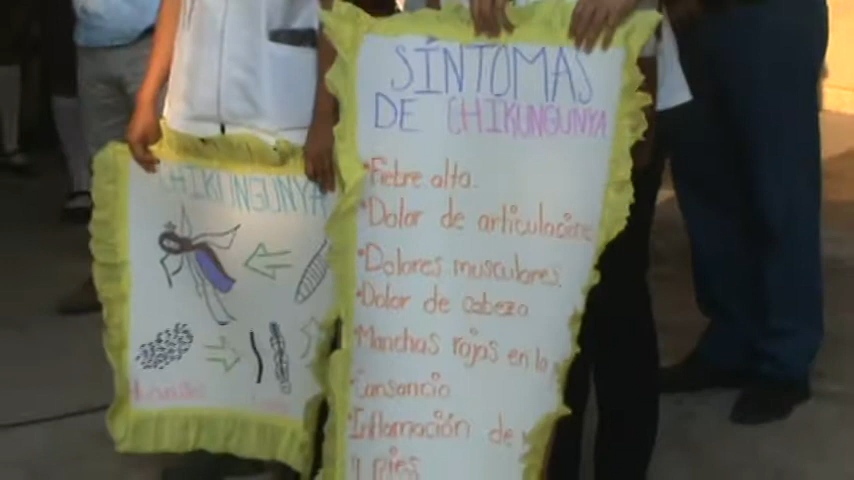 CHIKUNGUNYA
SÍNTOMAS
DE CHIKUNGUNYA
•Fiebre alta.
•Dolor de articulacione
•Dolores musculares.
•Dolor de cabeza
•Manchas rojas en la
•Cansancio
•Inflamación de
y pies